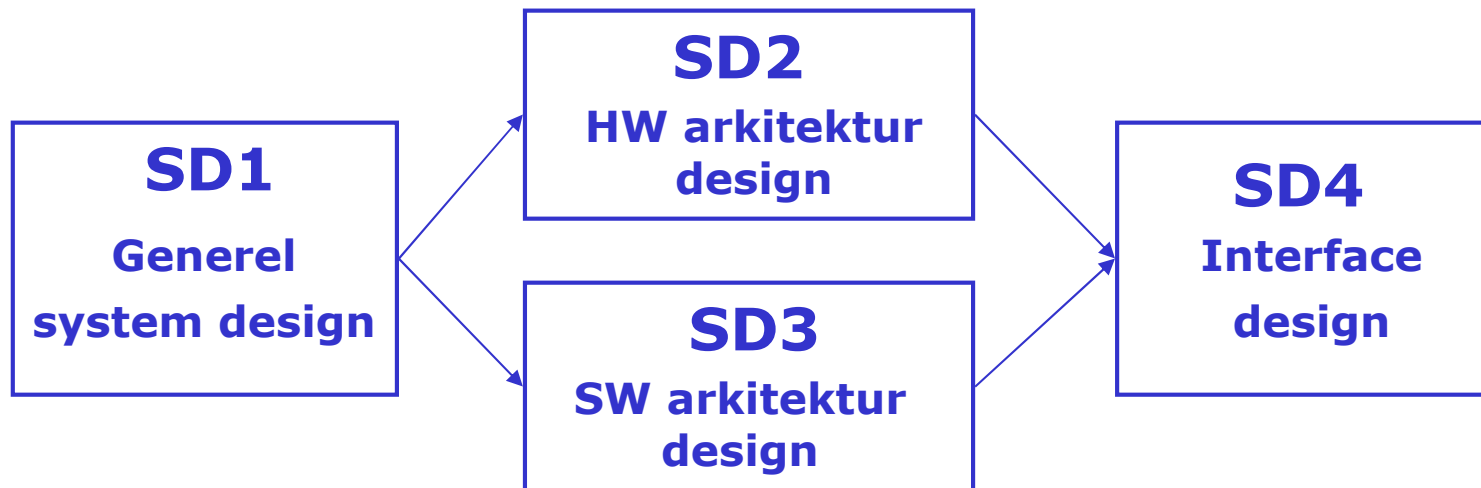 SD1
Generel
system design
SD2
HW arkitektur
design
SD3
SW arkitektur
design
SD4
Interface
design